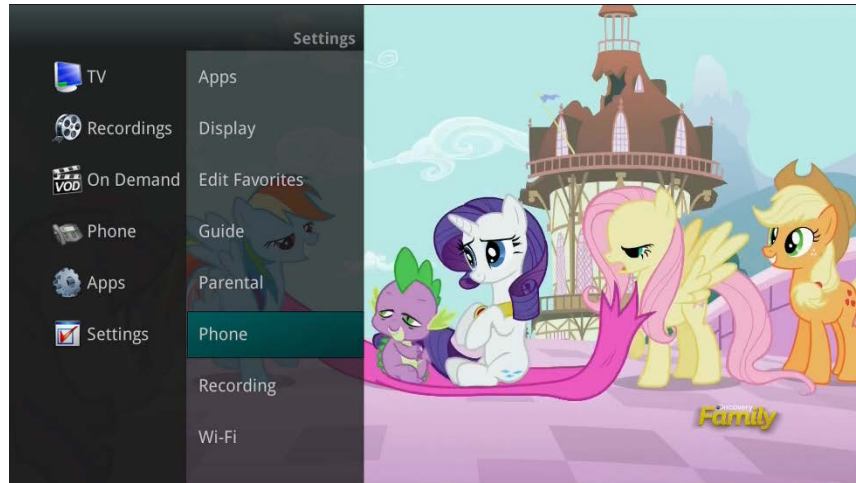 Settings
TV
Recordings
VOD
On Demand
Phone
Apps
Settings
Apps
Display
Edit Favorites
Guide
Parental
Phone
Recording
Wi-Fi
Discovery
Family